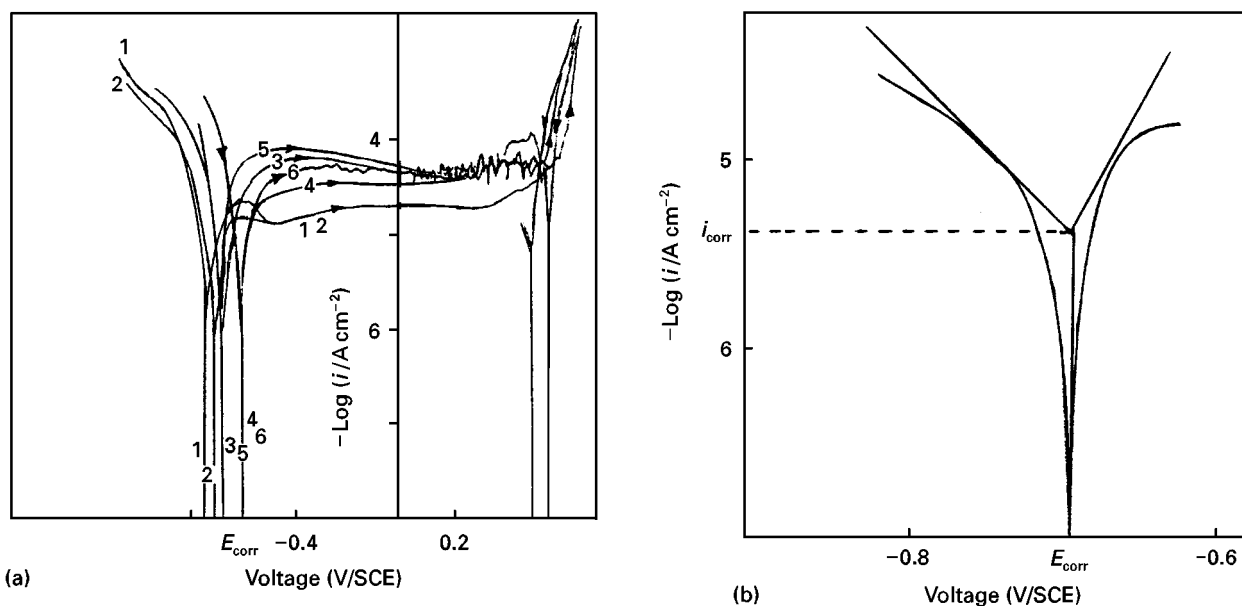 1
2
5
3
6
4
1 2
4
6
–Log (i/A cm⁻²)
1
2
3
5
4
6
E_corr
–0.4
0.2
Voltage (V/SCE)
(a)
5
i_corr
6
–Log (i/A cm⁻²)
–0.8
E_corr
–0.6
Voltage (V/SCE)
(b)